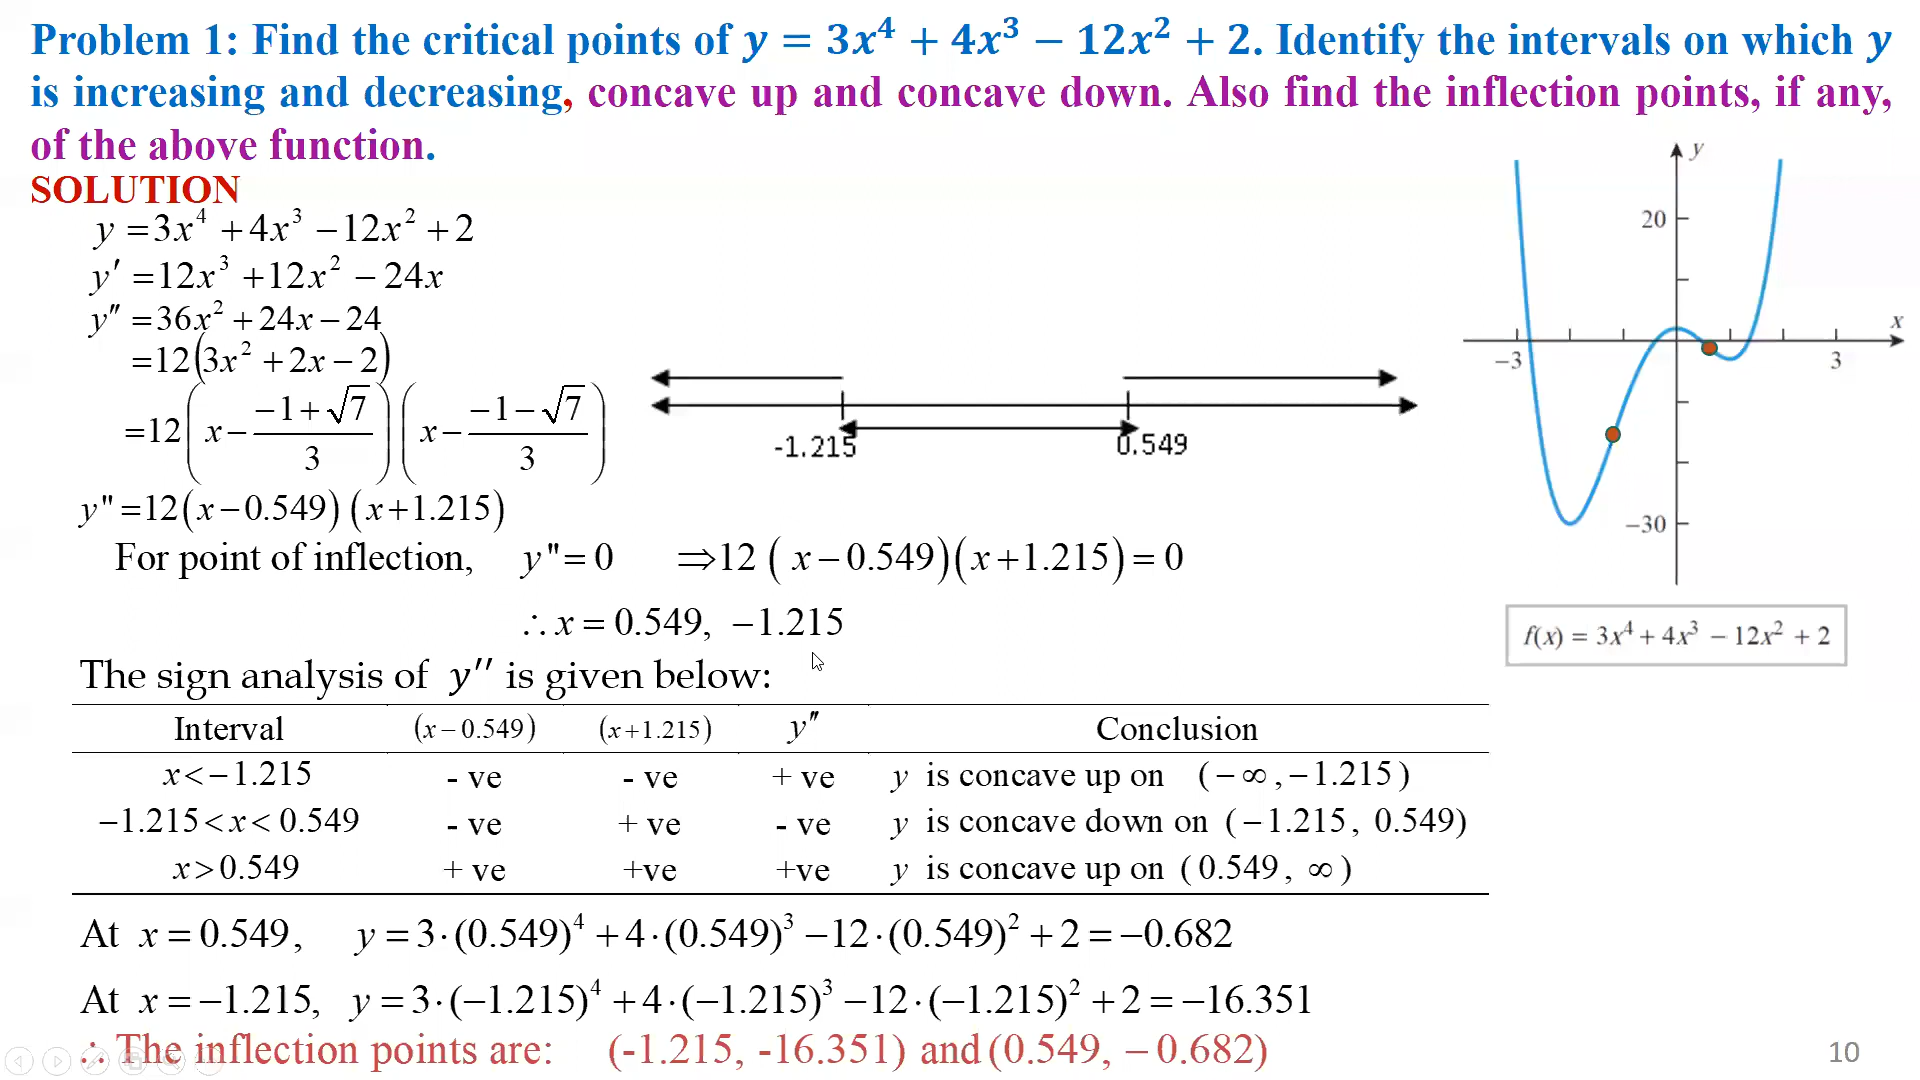 Problem 1: Find the critical points of y = 3x⁴ + 4x³ − 12x² + 2. Identify the intervals on which y
is increasing and decreasing, concave up and concave down. Also find the inflection points, if any,
of the above function.
SOLUTION
y = 3x⁴ + 4x³ − 12x² + 2
y′ = 12x³ + 12x² − 24x
y″ = 36x² + 24x − 24
= 12(3x² + 2x − 2)
= 12(x − (−1 + √7)/3)(x − (−1 − √7)/3)
y" = 12(x − 0.549)(x + 1.215)
-1.215 0.549
For point of inflection, y" = 0 ⇒ 12 (x − 0.549)(x + 1.215) = 0
∴ x = 0.549, −1.215
y
20
x
−3 3
−30
f(x) = 3x⁴ + 4x³ − 12x² + 2
The sign analysis of y′′ is given below:
Interval (x − 0.549) (x + 1.215) y″ Conclusion
x < −1.215 - ve - ve + ve y is concave up on (−∞, −1.215)
−1.215 < x < 0.549 - ve + ve - ve y is concave down on (−1.215, 0.549)
x > 0.549 + ve +ve +ve y is concave up on (0.549, ∞)
At x = 0.549, y = 3·(0.549)⁴ + 4·(0.549)³ − 12·(0.549)² + 2 = −0.682
At x = −1.215, y = 3·(−1.215)⁴ + 4·(−1.215)³ − 12·(−1.215)² + 2 = −16.351
∴ The inflection points are: (-1.215, -16.351) and (0.549, −0.682)
10